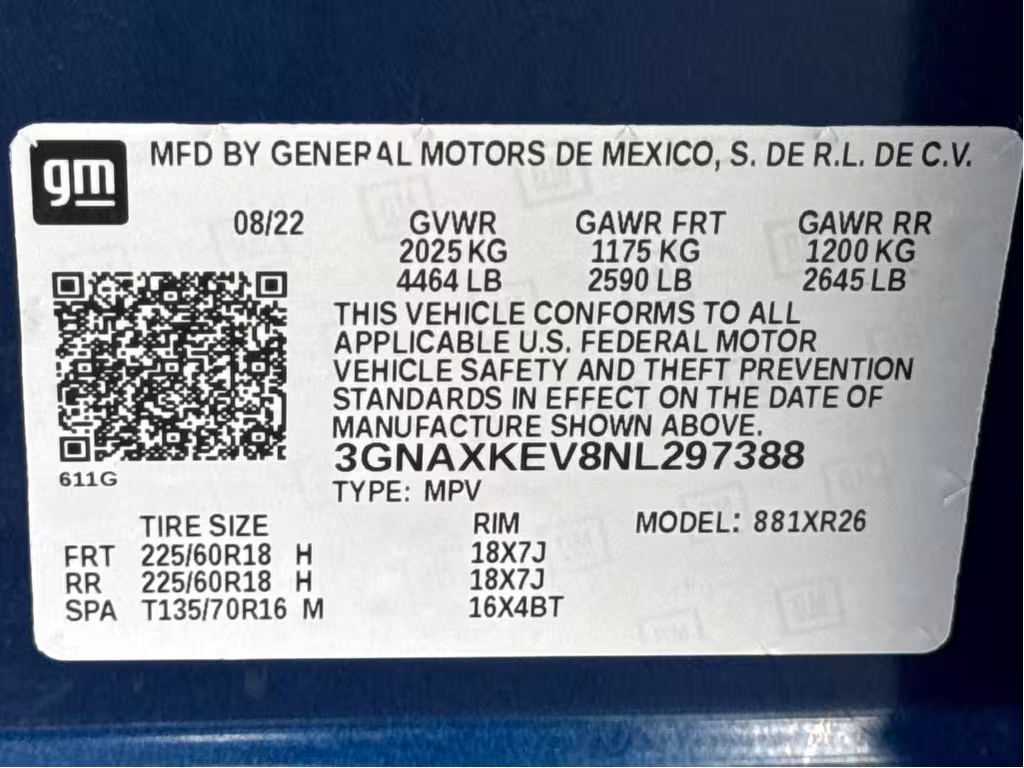 gm
MFD BY GENERAL MOTORS DE MEXICO, S. DE R.L. DE C.V.
08/22 GVWR GAWR FRT GAWR RR
2025 KG 1175 KG 1200 KG
4464 LB 2590 LB 2645 LB
THIS VEHICLE CONFORMS TO ALL
APPLICABLE U.S. FEDERAL MOTOR
VEHICLE SAFETY AND THEFT PREVENTION
STANDARDS IN EFFECT ON THE DATE OF
MANUFACTURE SHOWN ABOVE.
3GNAXKEV8NL297388
611G
TYPE: MPV
TIRE SIZE RIM MODEL: 881XR26
FRT 225/60R18 H 18X7J
RR 225/60R18 H 18X7J
SPA T135/70R16 M 16X4BT